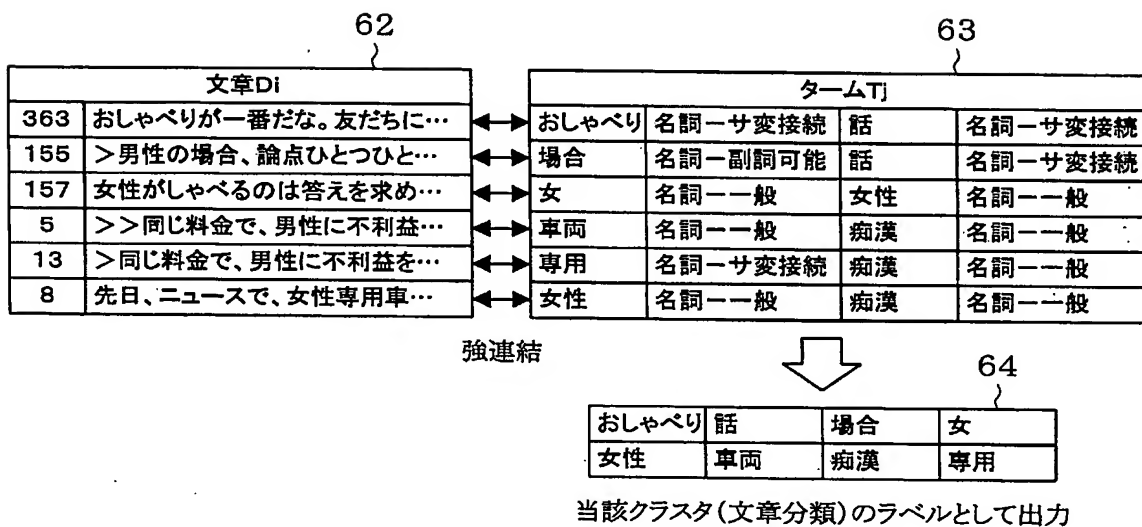 62
63
文章Di
タームTj
363 おしゃべりが一番だな。友だちに…
おしゃべり 名詞ーサ変接続 話 名詞ーサ変接続
155 >男性の場合、論点ひとつひと…
場合 名詞ー副詞可能 話 名詞ーサ変接続
157 女性がしゃべるのは答えを求め…
女 名詞ー一般 女性 名詞ー一般
5 >>同じ料金で、男性に不利益…
車両 名詞ー一般 痴漢 名詞ー一般
13 >同じ料金で、男性に不利益を…
専用 名詞ーサ変接続 痴漢 名詞ー一般
8 先日、ニュースで、女性専用車…
女性 名詞ー一般 痴漢 名詞ー一般
強連結
64
おしゃべり 話 場合 女
女性 車両 痴漢 専用
当該クラスタ(文章分類)のラベルとして出力